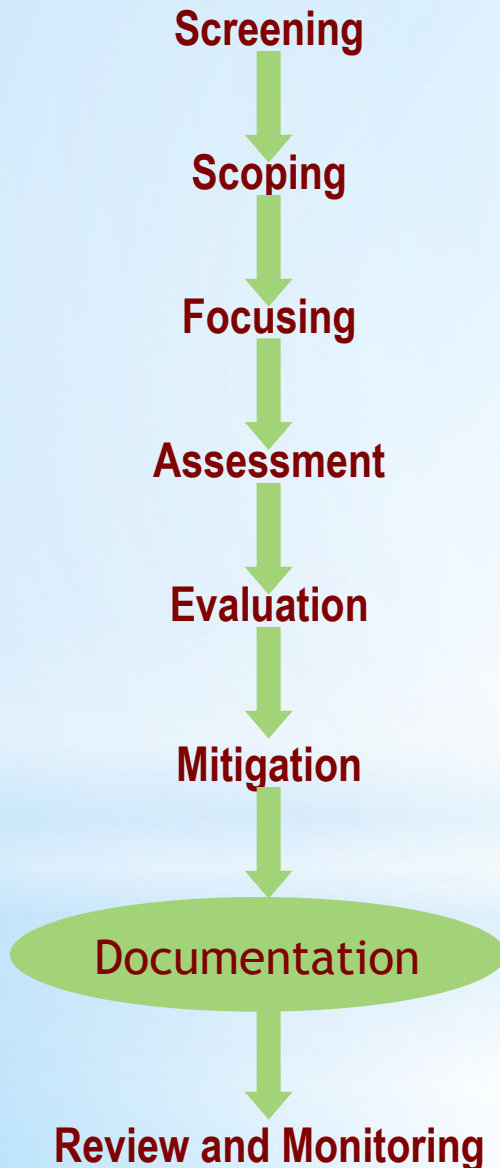 Screening
Scoping
Focusing
Assessment
Evaluation
Mitigation
Documentation
Review and Monitoring